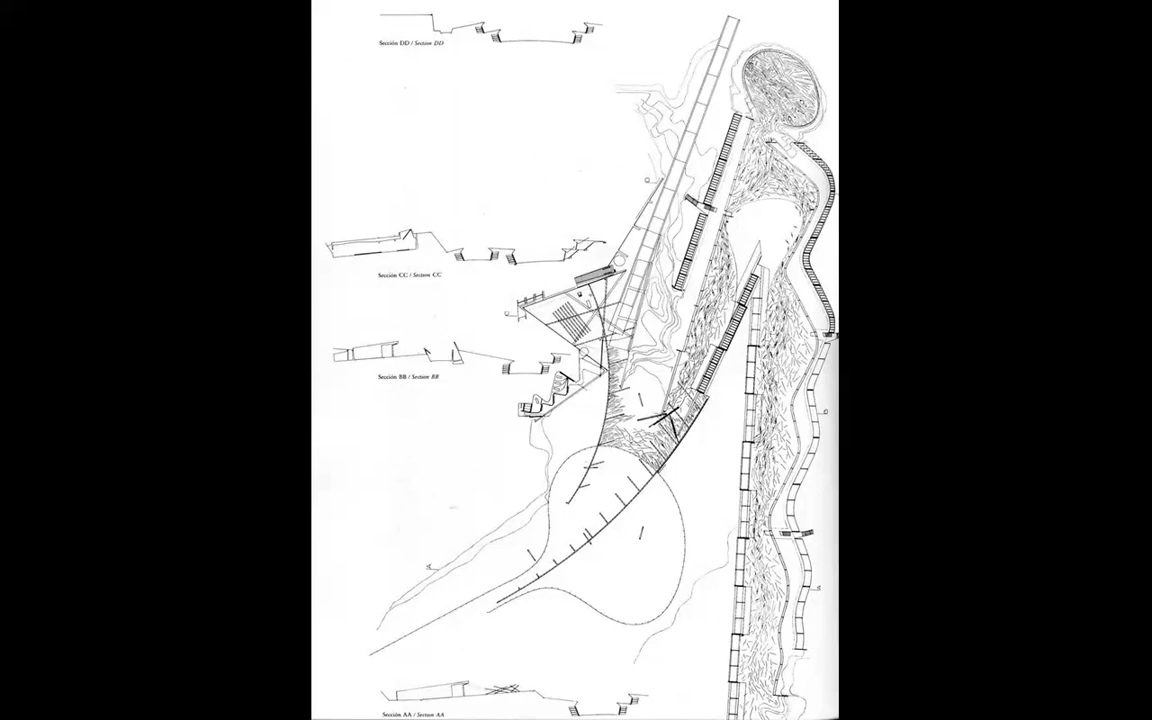 Sección DD / Section DD
Sección CC / Section CC
Sección BB / Section BB
Sección AA / Section AA